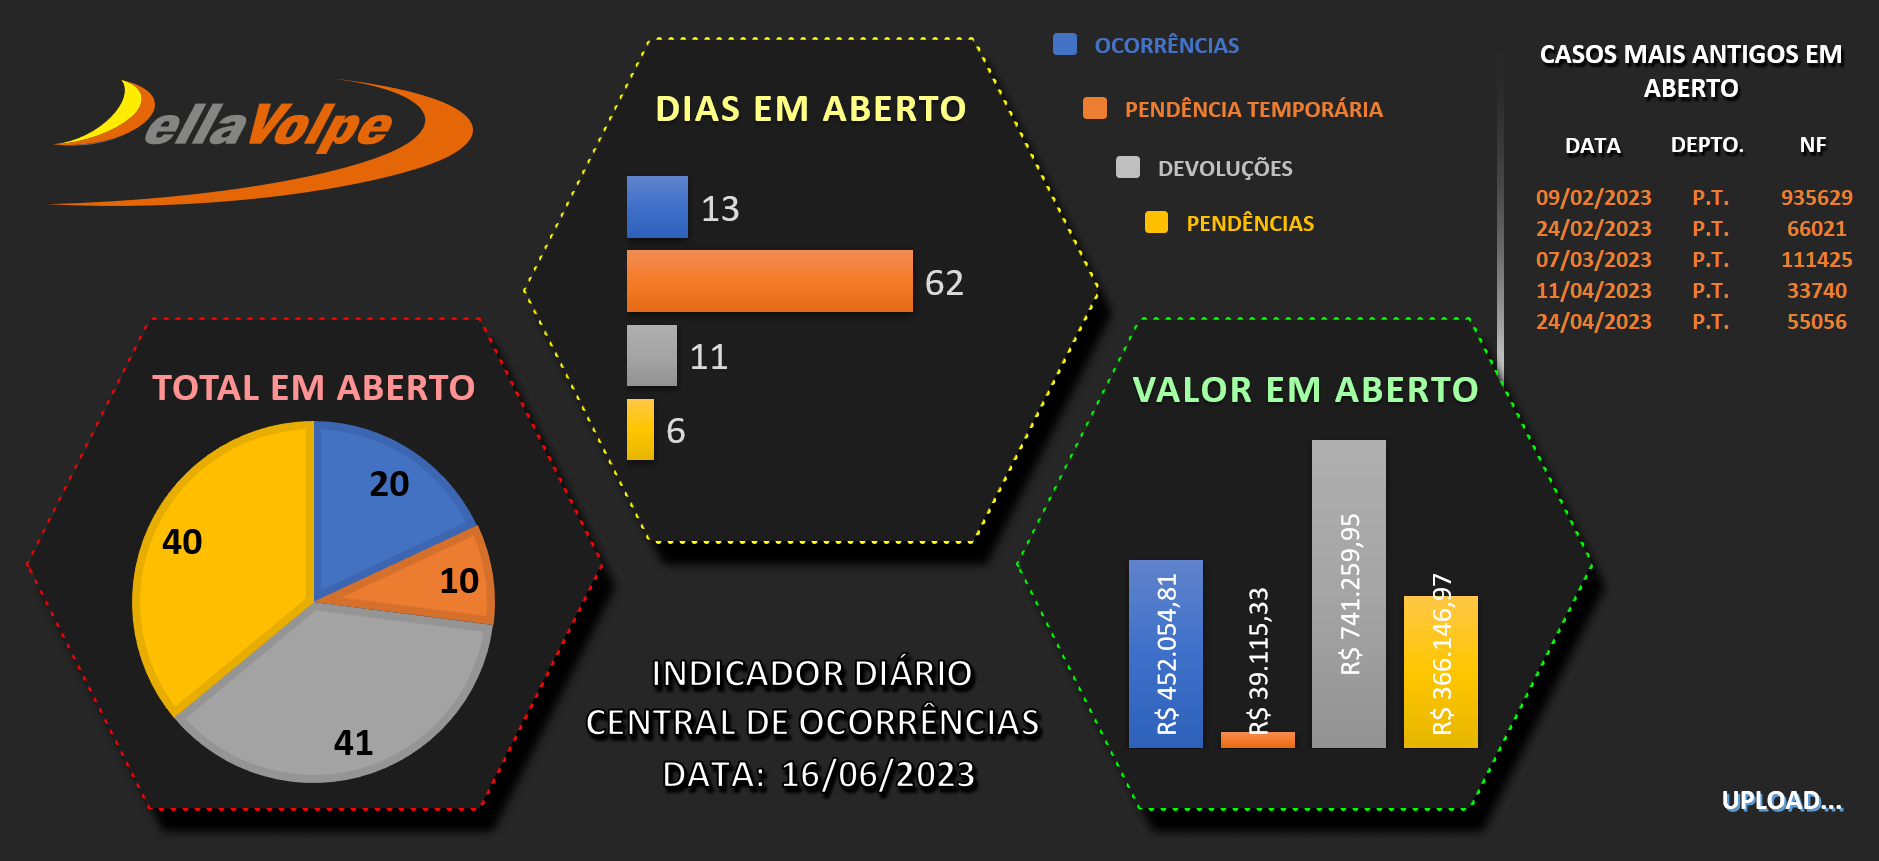 ellaVolpe
DIAS EM ABERTO
13
62
11
6
OCORRÊNCIAS
PENDÊNCIA TEMPORÁRIA
DEVOLUÇÕES
PENDÊNCIAS
CASOS MAIS ANTIGOS EM
ABERTO
DATA DEPTO. NF
09/02/2023 P.T. 935629
24/02/2023 P.T. 66021
07/03/2023 P.T. 111425
11/04/2023 P.T. 33740
24/04/2023 P.T. 55056
TOTAL EM ABERTO
20
10
41
40
INDICADOR DIÁRIO
CENTRAL DE OCORRÊNCIAS
DATA: 16/06/2023
VALOR EM ABERTO
R$ 452.054,81
R$ 39.115,33
R$ 741.259,95
R$ 366.146,97
UPLOAD...